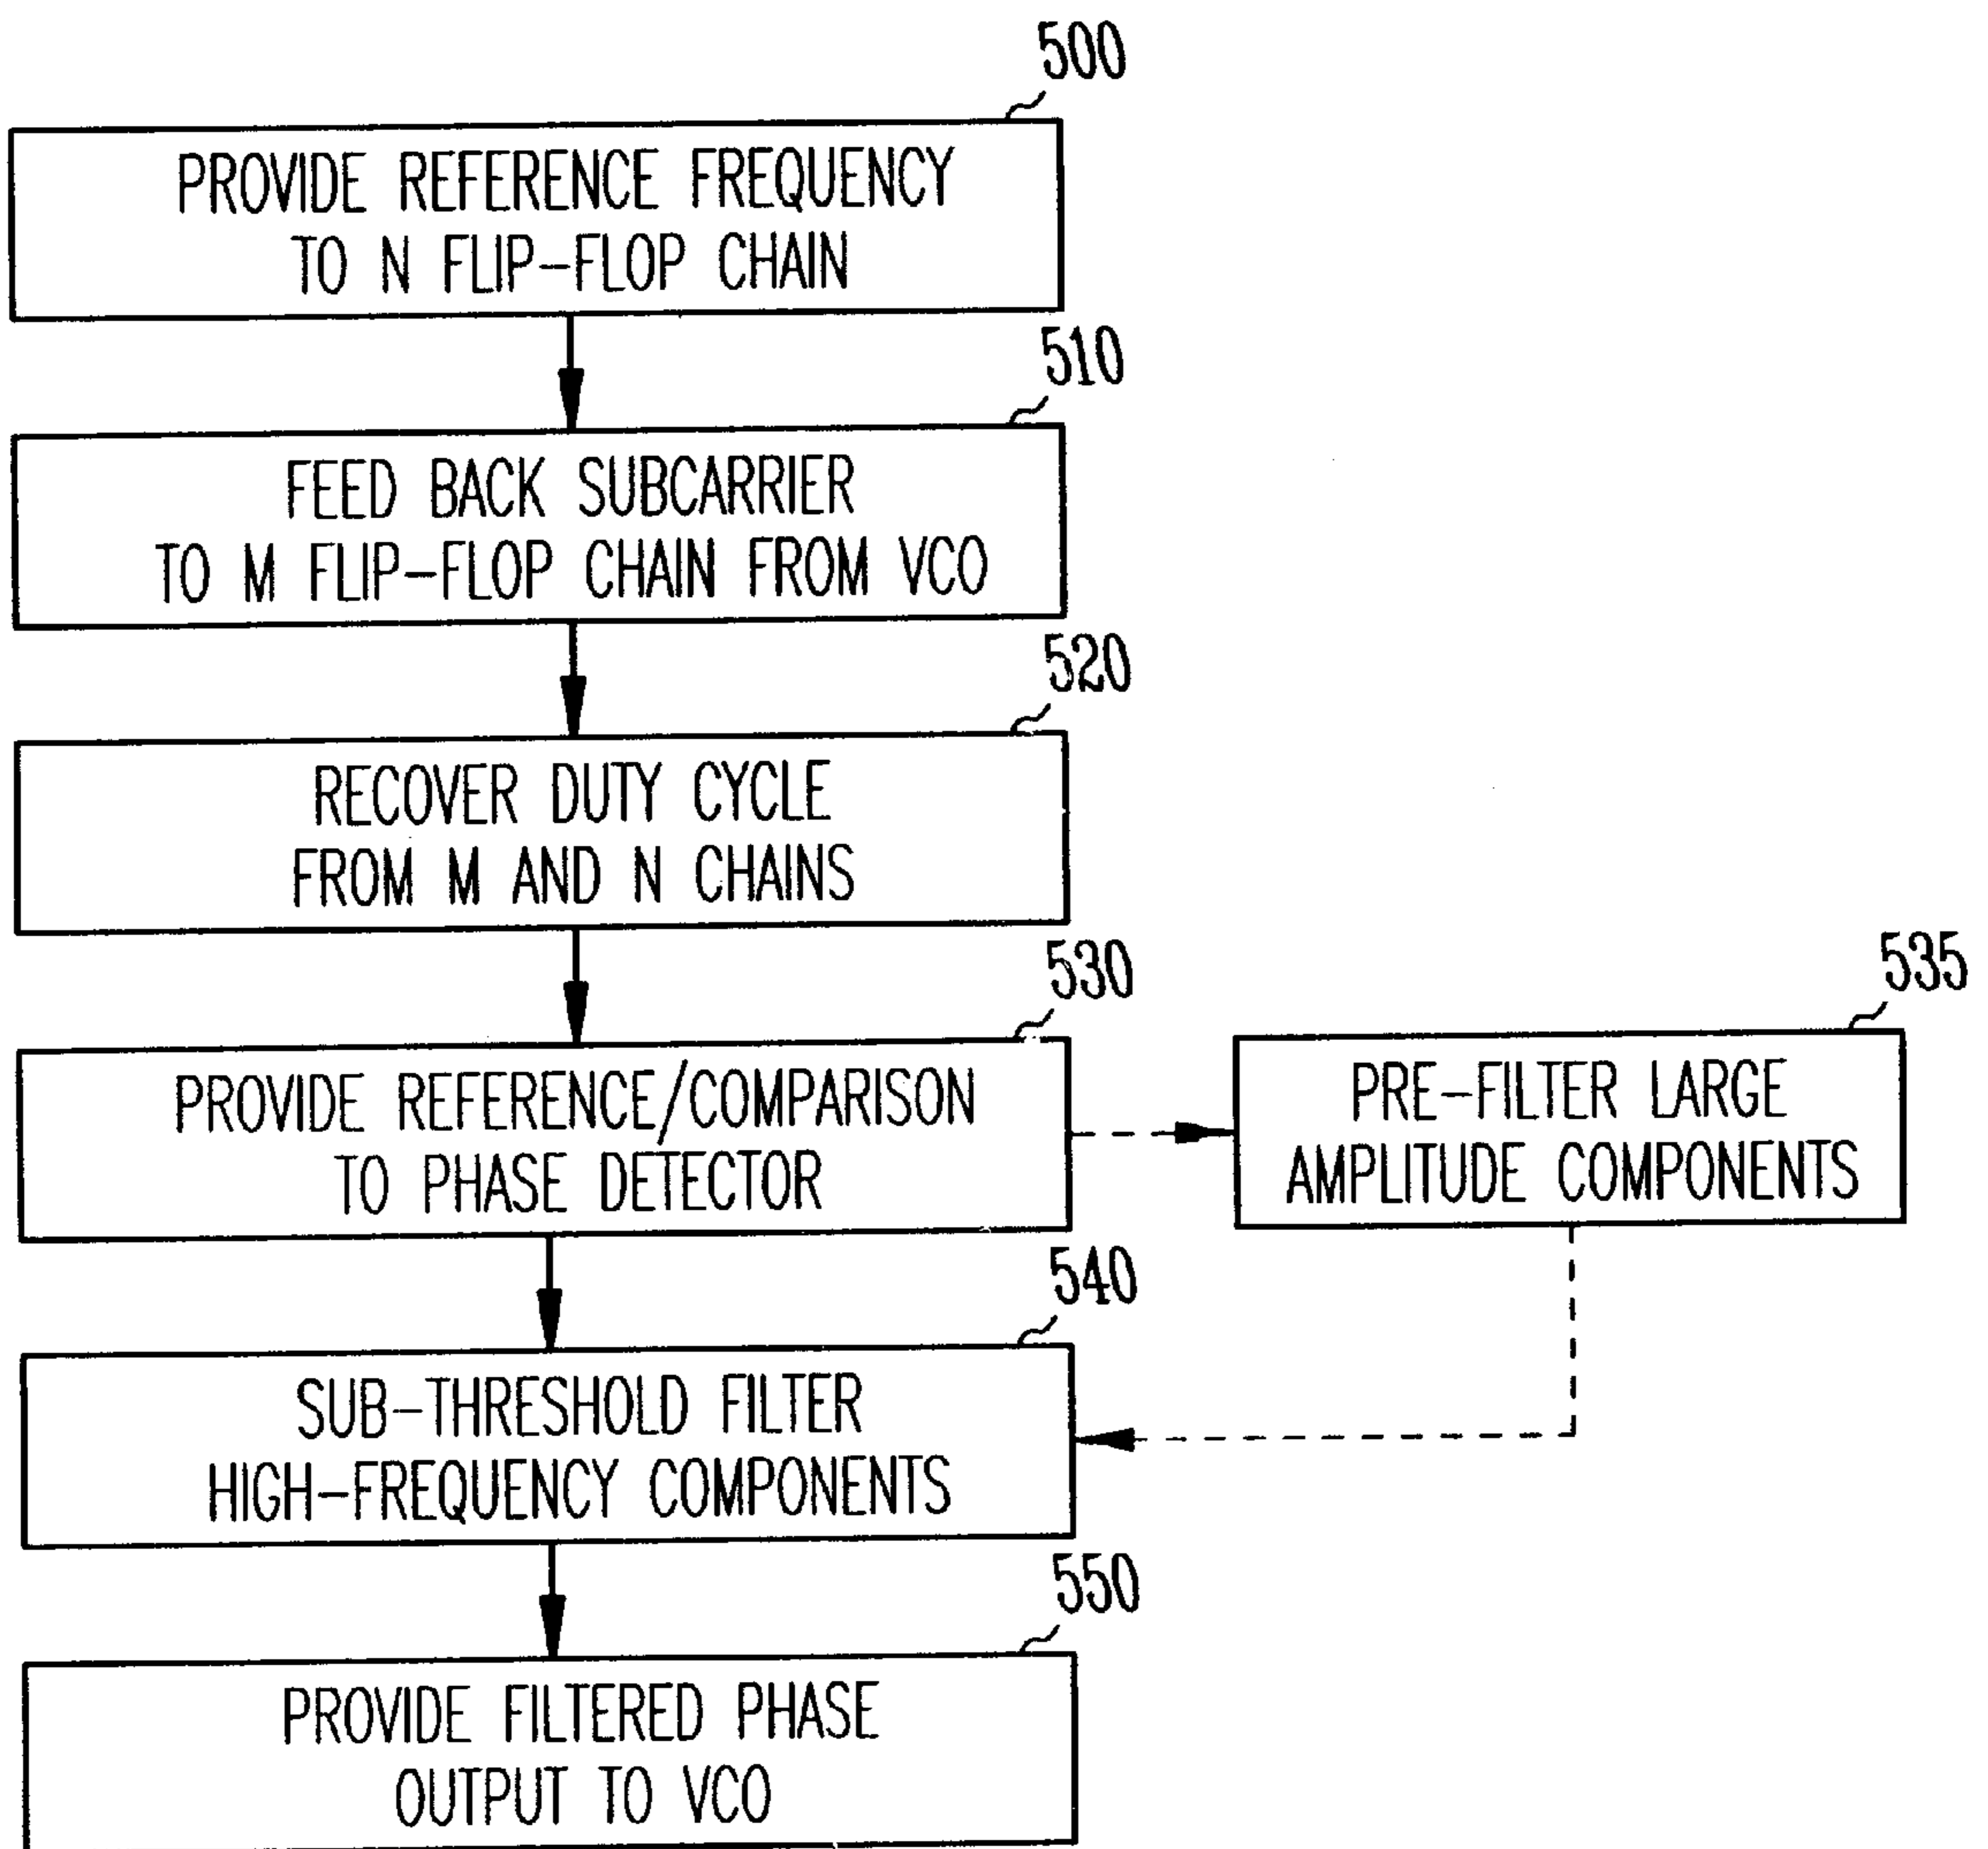 500
PROVIDE REFERENCE FREQUENCY
TO N FLIP-FLOP CHAIN
510
FEED BACK SUBCARRIER
TO M FLIP-FLOP CHAIN FROM VCO
520
RECOVER DUTY CYCLE
FROM M AND N CHAINS
530
PROVIDE REFERENCE/COMPARISON
TO PHASE DETECTOR
535
PRE-FILTER LARGE
AMPLITUDE COMPONENTS
540
SUB-THRESHOLD FILTER
HIGH-FREQUENCY COMPONENTS
550
PROVIDE FILTERED PHASE
OUTPUT TO VCO